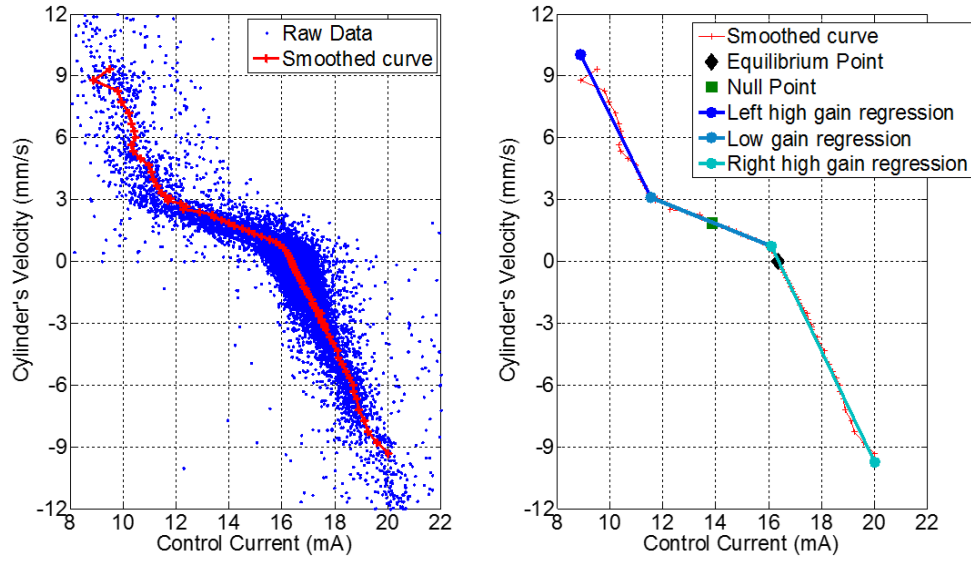 12
9
6
3
0
-3
-6
-9
-12
8
10
12
14
16
18
20
22
Control Current (mA)
Cylinder's Velocity (mm/s)
Raw Data
Smoothed curve
12
9
6
3
0
-3
-6
-9
-12
8
10
12
14
16
18
20
22
Control Current (mA)
Cylinder's Velocity (mm/s)
Smoothed curve
Equilibrium Point
Null Point
Left high gain regression
Low gain regression
Right high gain regression